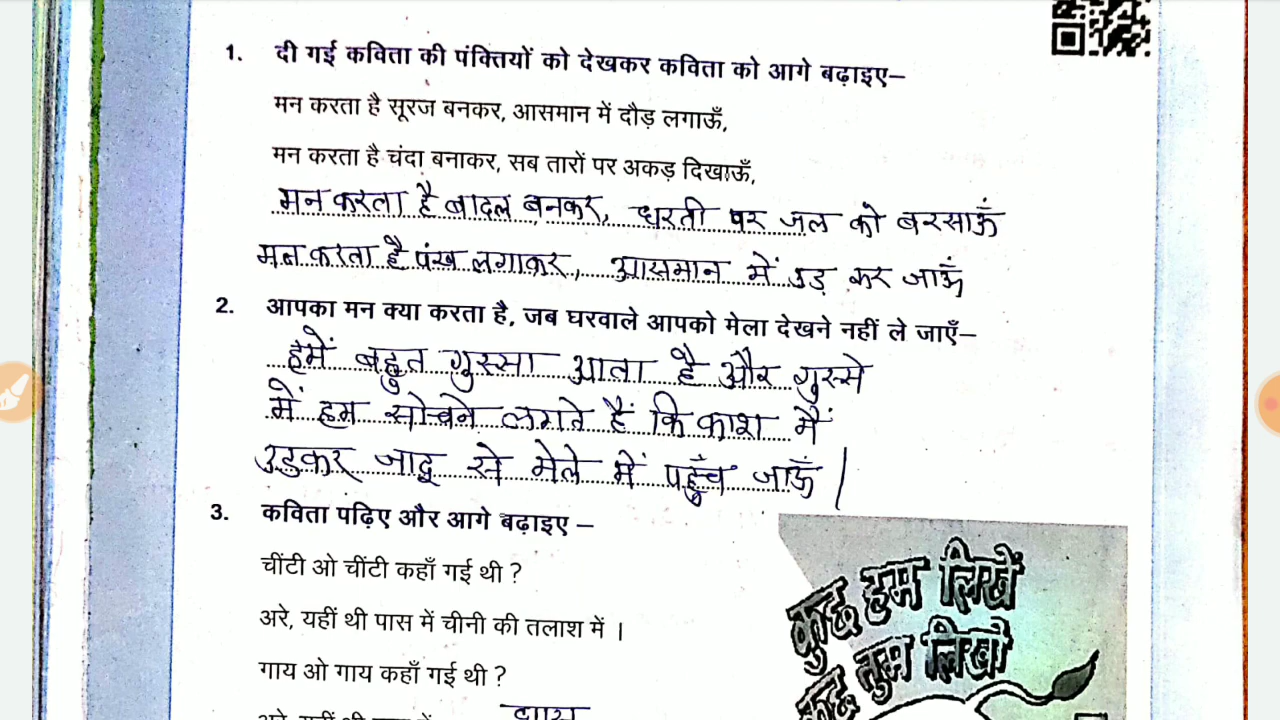 1. दी गई कविता की पंक्तियों को देखकर कविता को आगे बढ़ाइए–
मन करता है सूरज बनकर, आसमान में दौड़ लगाऊँ,
मन करता है चंदा बनाकर, सब तारों पर अकड़ दिखाऊँ,
मन करता है बादल बनकर, धरती पर जल को बरसाऊँ
मन करता है पंख लगाकर, आसमान में उड़ कर जाऊँ
2. आपका मन क्या करता है, जब घरवाले आपको मेला देखने नहीं ले जाएँ–
हमें बहुत गुस्सा आता है और गुस्से
में हम सोचने लगते हैं कि काश मैं
उड़कर जादू से मेले में पहुँच जाऊँ |
3. कविता पढ़िए और आगे बढ़ाइए –
चींटी ओ चींटी कहाँ गई थी ?
अरे, यहीं थी पास में चीनी की तलाश में ।
गाय ओ गाय कहाँ गई थी ?
कुछ हम लिखें
कुछ तुम लिखो